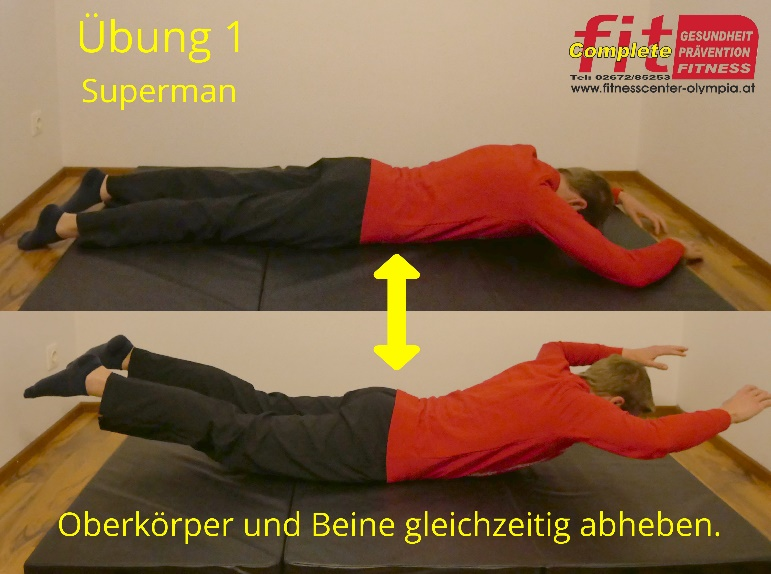 Übung 1
Superman
fit
Complete
GESUNDHEIT
PRÄVENTION
FITNESS
Tel: 02672/85253
www.fitnesscenter-olympia.at
Oberkörper und Beine gleichzeitig abheben.